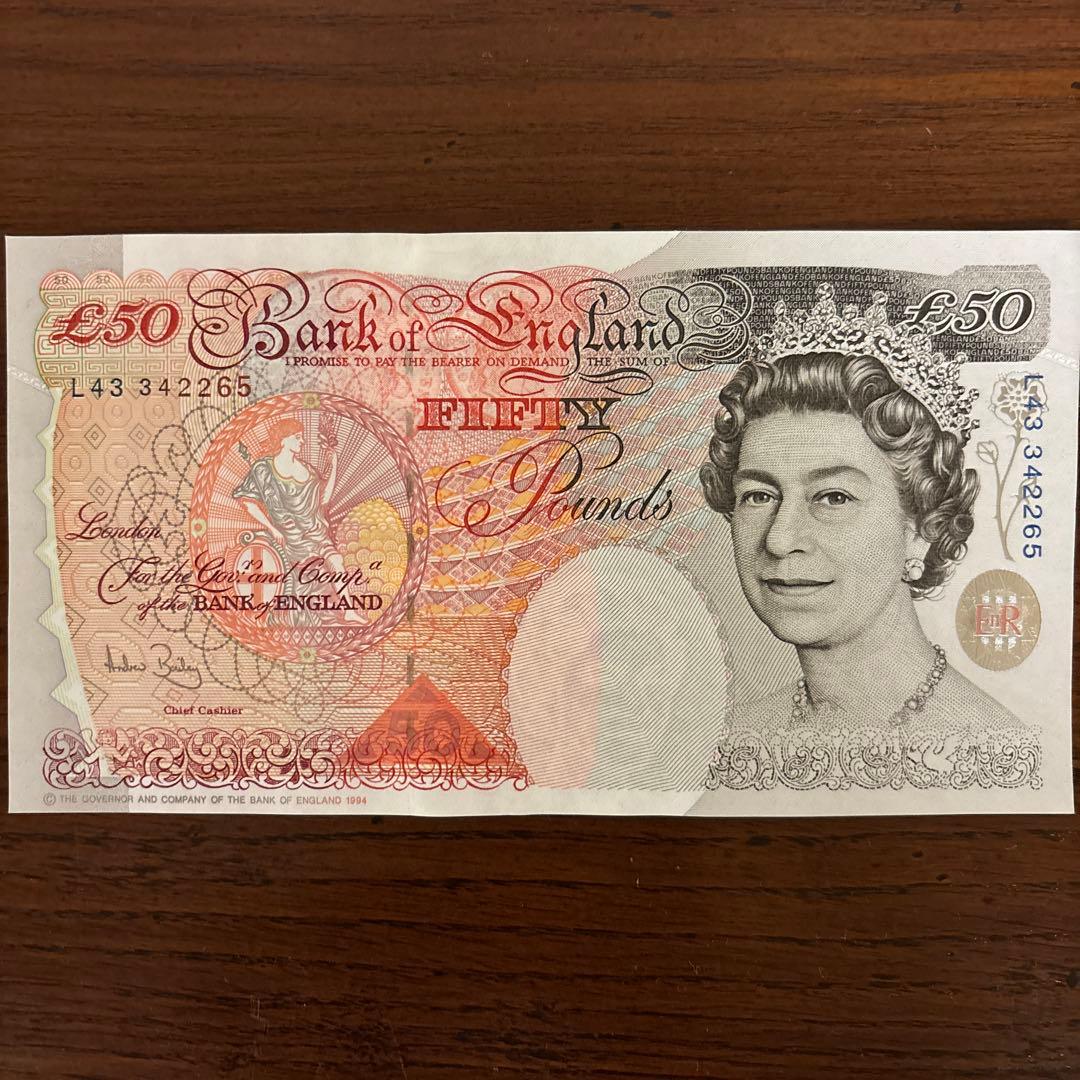 £50 Bank of England £50
I PROMISE TO PAY THE BEARER ON DEMAND THE SUM OF
L43 342265
FIFTY
Pounds
London
For the Govr and Compa
of the BANK of ENGLAND
Andrew Bailey
Chief Cashier
L43 342265
EIIR
50
© THE GOVERNOR AND COMPANY OF THE BANK OF ENGLAND 1994